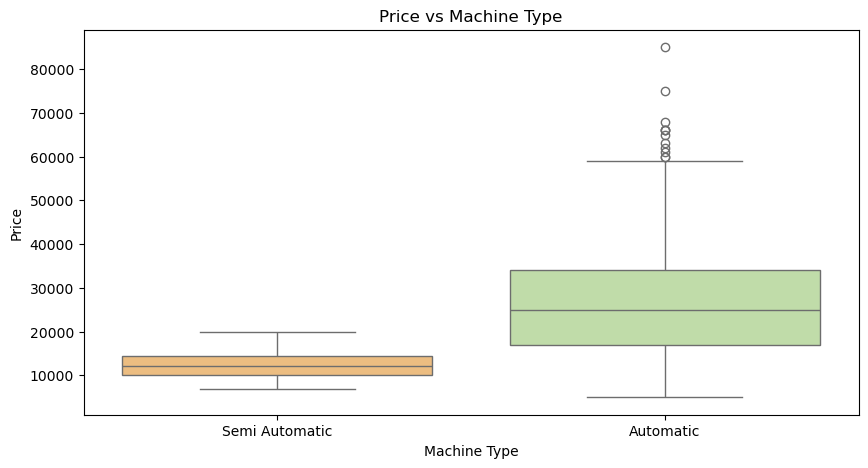 Price vs Machine Type
80000
70000
60000
50000
40000
30000
20000
10000
Price
Semi Automatic
Automatic
Machine Type